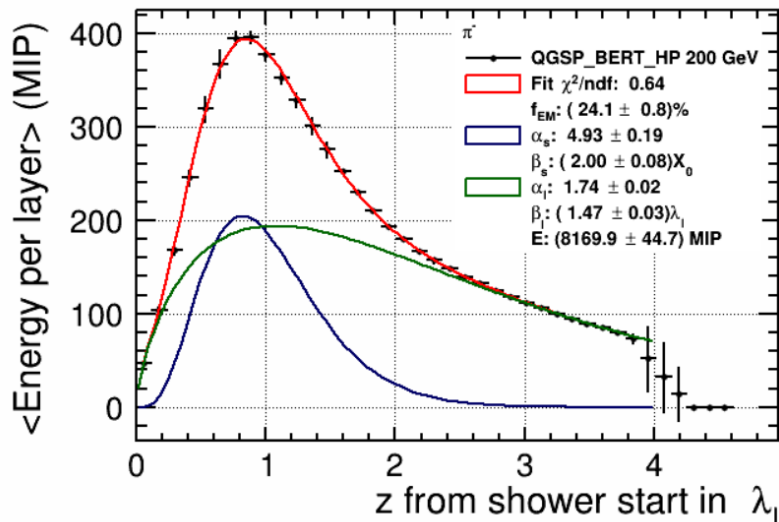 π⁻
QGSP_BERT_HP 200 GeV
Fit χ²/ndf: 0.64
f_EM: ( 24.1 ± 0.8)%
α_s: 4.93 ± 0.19
β_s: ( 2.00 ± 0.08)X_0
α_l: 1.74 ± 0.02
β_l: ( 1.47 ± 0.03)λ_I
E: (8169.9 ± 44.7) MIP
<Energy per layer> (MIP)
400
300
200
100
0
0 1 2 3 4
z from shower start in λ_I